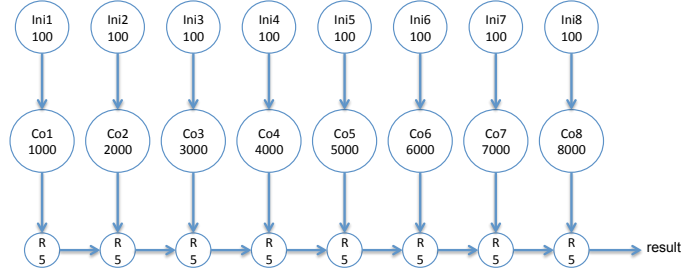 Ini1
100
Ini2
100
Ini3
100
Ini4
100
Ini5
100
Ini6
100
Ini7
100
Ini8
100
Co1
1000
Co2
2000
Co3
3000
Co4
4000
Co5
5000
Co6
6000
Co7
7000
Co8
8000
R
5
R
5
R
5
R
5
R
5
R
5
R
5
R
5
result